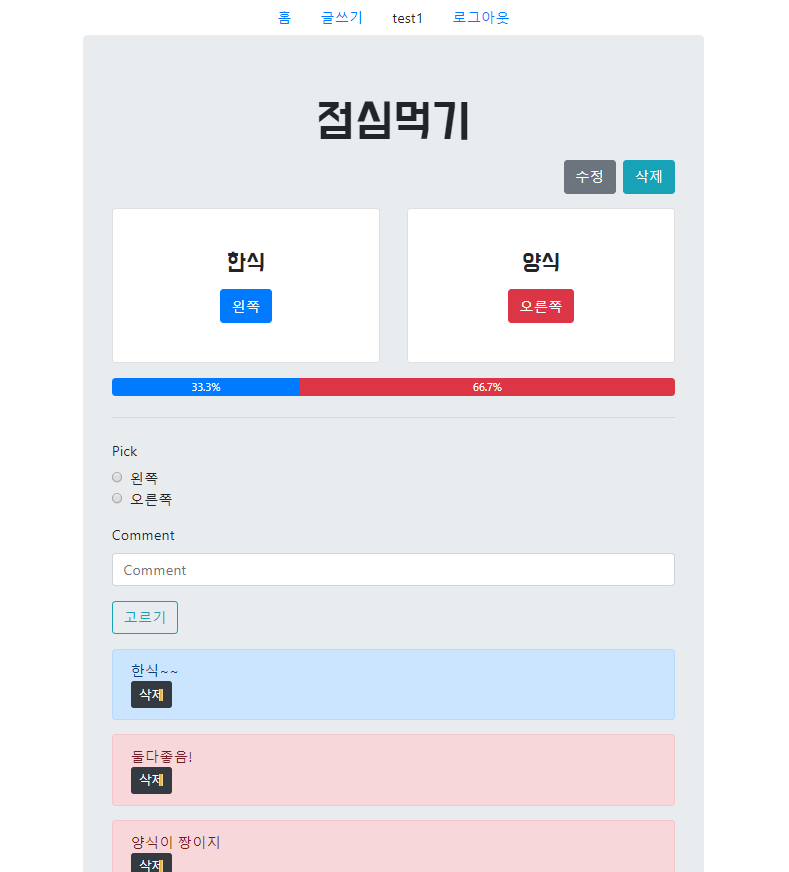 홈 글쓰기 test1 로그아웃
점심먹기
수정 삭제
한식 양식
왼쪽 오른쪽
33.3% 66.7%
Pick
왼쪽
오른쪽
Comment
Comment
고르기
한식~~
삭제
둘다좋음!
삭제
양식이 짱이지
삭제